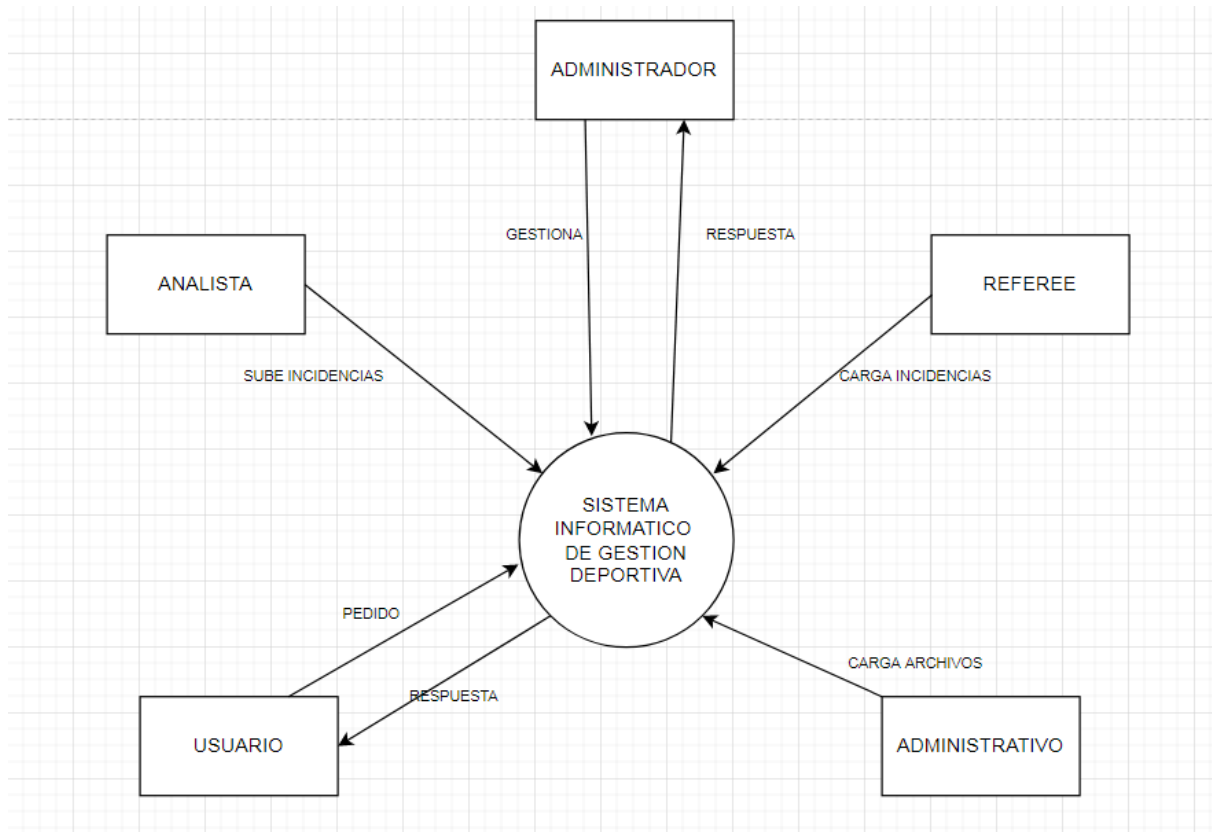 ADMINISTRADOR
GESTIONA
RESPUESTA
ANALISTA
REFEREE
SUBE INCIDENCIAS
CARGA INCIDENCIAS
SISTEMA
INFORMATICO
DE GESTION
DEPORTIVA
PEDIDO
CARGA ARCHIVOS
RESPUESTA
USUARIO
ADMINISTRATIVO